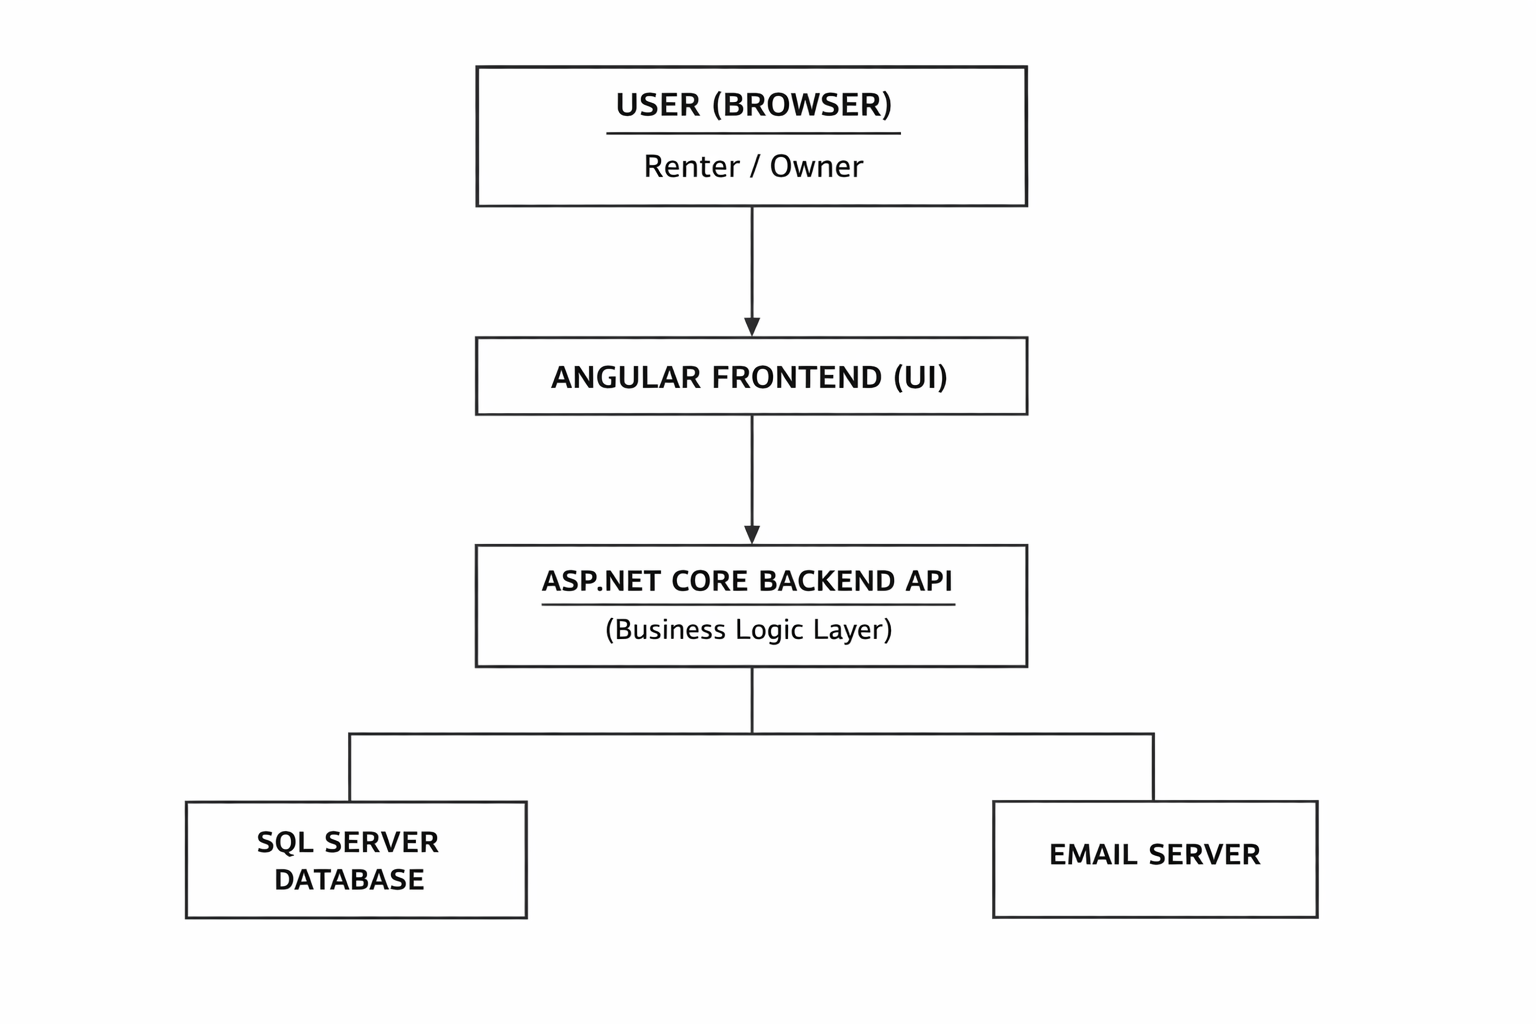 USER (BROWSER)
Renter / Owner
ANGULAR FRONTEND (UI)
ASP.NET CORE BACKEND API
(Business Logic Layer)
SQL SERVER
DATABASE
EMAIL SERVER